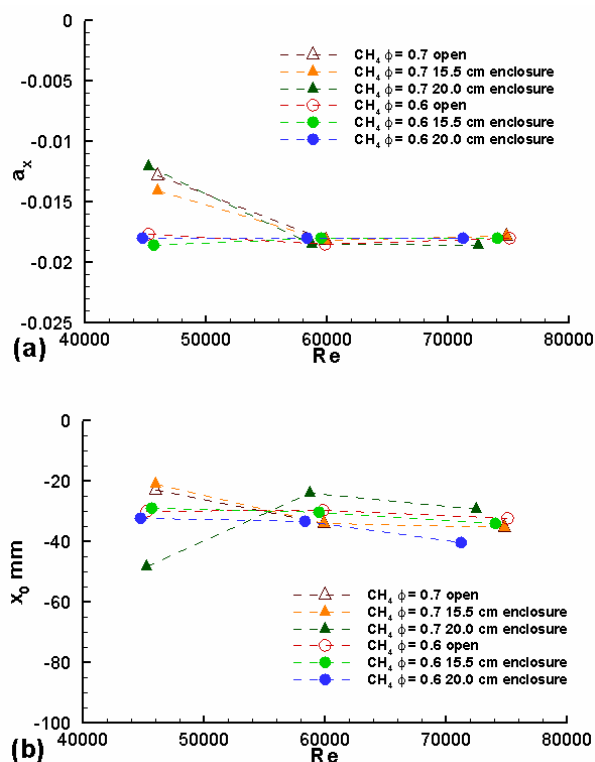 0
-0.005
-0.01
-0.015
-0.02
-0.025
aₓ
CH₄ ϕ = 0.7 open
CH₄ ϕ = 0.7 15.5 cm enclosure
CH₄ ϕ = 0.7 20.0 cm enclosure
CH₄ ϕ = 0.6 open
CH₄ ϕ = 0.6 15.5 cm enclosure
CH₄ ϕ = 0.6 20.0 cm enclosure
40000 50000 60000 70000 80000
(a) Re
0
-20
-40
-60
-80
-100
x₀ mm
CH₄ ϕ = 0.7 open
CH₄ ϕ = 0.7 15.5 cm enclosure
CH₄ ϕ = 0.7 20.0 cm enclosure
CH₄ ϕ = 0.6 open
CH₄ ϕ = 0.6 15.5 cm enclosure
CH₄ ϕ = 0.6 20.0 cm enclosure
40000 50000 60000 70000 80000
(b) Re